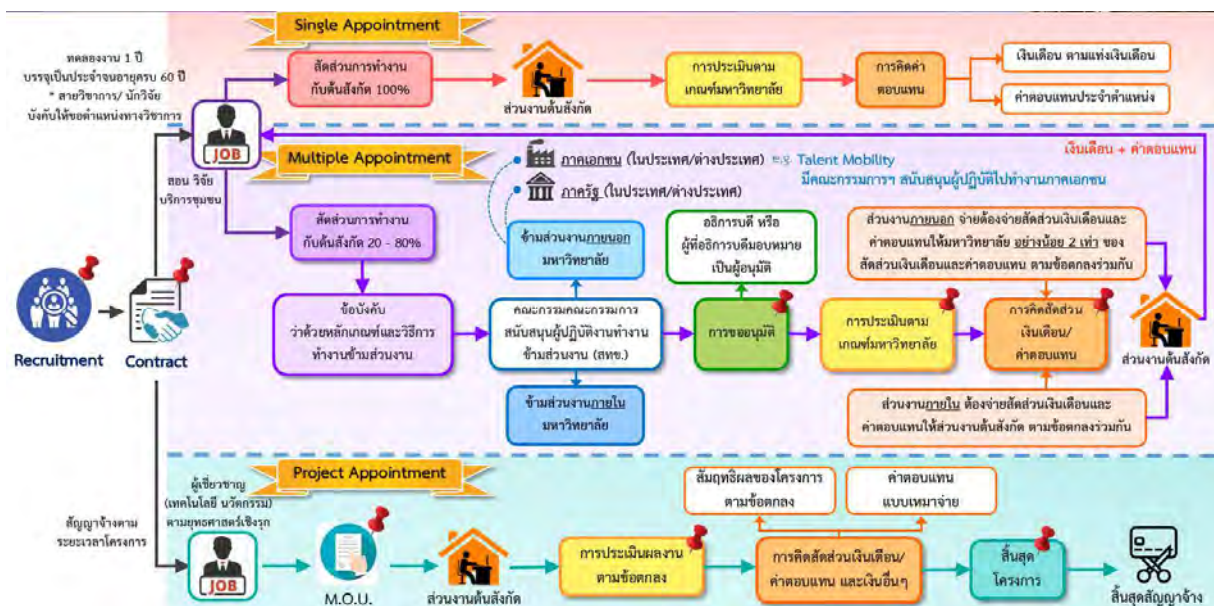 Single Appointment
ทดลองงาน 1 ปี
บรรจุเป็นประจำจนอายุครบ 60 ปี
* สายวิชาการ/ นักวิจัย
บังคับให้ขอตำแหน่งทางวิชาการ
JOB
สัดส่วนการทำงาน
กับต้นสังกัด 100%
ส่วนงานต้นสังกัด
การประเมินตาม
เกณฑ์มหาวิทยาลัย
การคิดค่า
ตอบแทน
เงินเดือน ตามแท่งเงินเดือน
ค่าตอบแทนประจำตำแหน่ง
เงินเดือน + ค่าตอบแทน
Multiple Appointment
สอน วิจัย
บริการชุมชน
ภาคเอกชน (ในประเทศ/ต่างประเทศ) e.g. Talent Mobility
มีคณะกรรมการฯ สนับสนุนผู้ปฏิบัติไปทำงานภาคเอกชน
ภาครัฐ (ในประเทศ/ต่างประเทศ)
สัดส่วนการทำงาน
กับต้นสังกัด 20 - 80%
ข้ามส่วนงานภายนอก
มหาวิทยาลัย
อธิการบดี หรือ
ผู้ที่อธิการบดีมอบหมาย
เป็นผู้อนุมัติ
ส่วนงานภายนอก จ่ายต้องจ่ายสัดส่วนเงินเดือนและ
ค่าตอบแทนให้มหาวิทยาลัย อย่างน้อย 2 เท่า ของ
สัดส่วนเงินเดือนและค่าตอบแทน ตามข้อตกลงร่วมกัน
Recruitment
Contract
ข้อบังคับ
ว่าด้วยหลักเกณฑ์และวิธีการ
ทำงานข้ามส่วนงาน
คณะกรรมคณะกรรมการ
สนับสนุนผู้ปฏิบัติงานทำงาน
ข้ามส่วนงาน (สทข.)
การขออนุมัติ
การประเมินตาม
เกณฑ์มหาวิทยาลัย
การคิดสัดส่วน
เงินเดือน/
ค่าตอบแทน
ส่วนงานต้นสังกัด
ข้ามส่วนงานภายใน
มหาวิทยาลัย
ส่วนงานภายใน ต้องจ่ายสัดส่วนเงินเดือนและ
ค่าตอบแทนให้ส่วนงานต้นสังกัด ตามข้อตกลงร่วมกัน
Project Appointment
ผู้เชี่ยวชาญ
(เทคโนโลยี นวัตกรรม)
ตามยุทธศาสตร์เชิงรุก
สัญญาจ้างตาม
ระยะเวลาโครงการ
JOB
M.O.U.
ส่วนงานต้นสังกัด
การประเมินผลงาน
ตามข้อตกลง
สัมฤทธิผลของโครงการ
ตามข้อตกลง
ค่าตอบแทน
แบบเหมาจ่าย
การคิดสัดส่วนเงินเดือน/
ค่าตอบแทน และเงินอื่นๆ
สิ้นสุด
โครงการ
สิ้นสุดสัญญาจ้าง